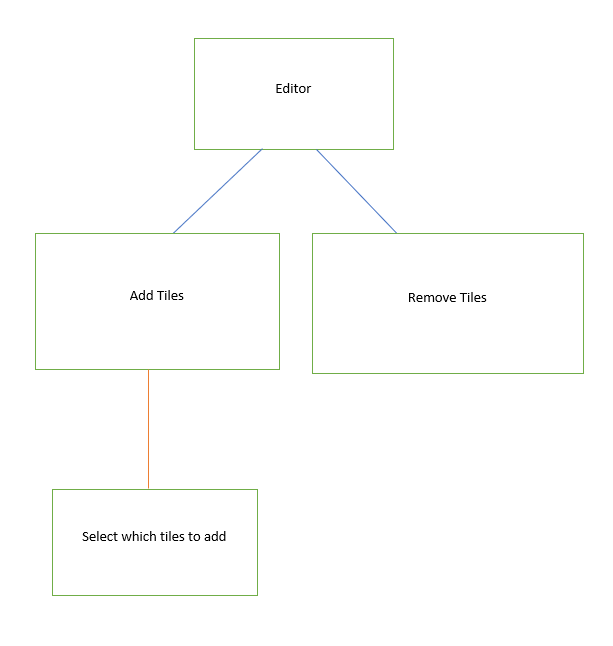 Editor
Add Tiles
Remove Tiles
Select which tiles to add